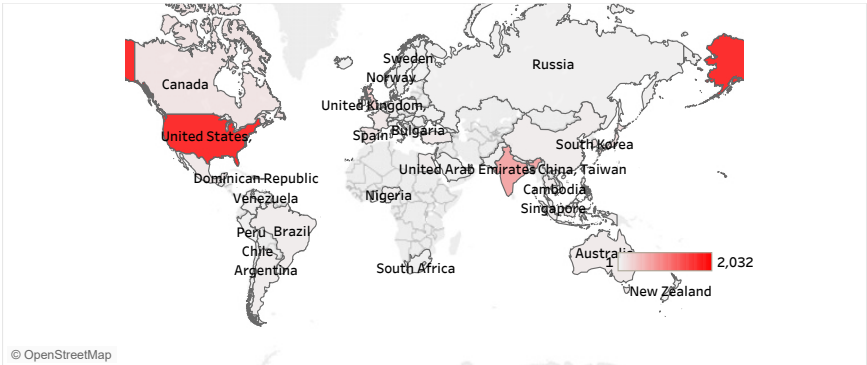 Sweden
Russia
Norway
Canada
United Kingdom,
United States,
Spain
Bulgaria
South Korea
United Arab Emirates
China, Taiwan
Dominican Republic
Cambodia
Nigeria
Venezuela
Singapore
Peru
Brazil
Chile
Australia
1
2,032
South Africa
Argentina
New Zealand
© OpenStreetMap